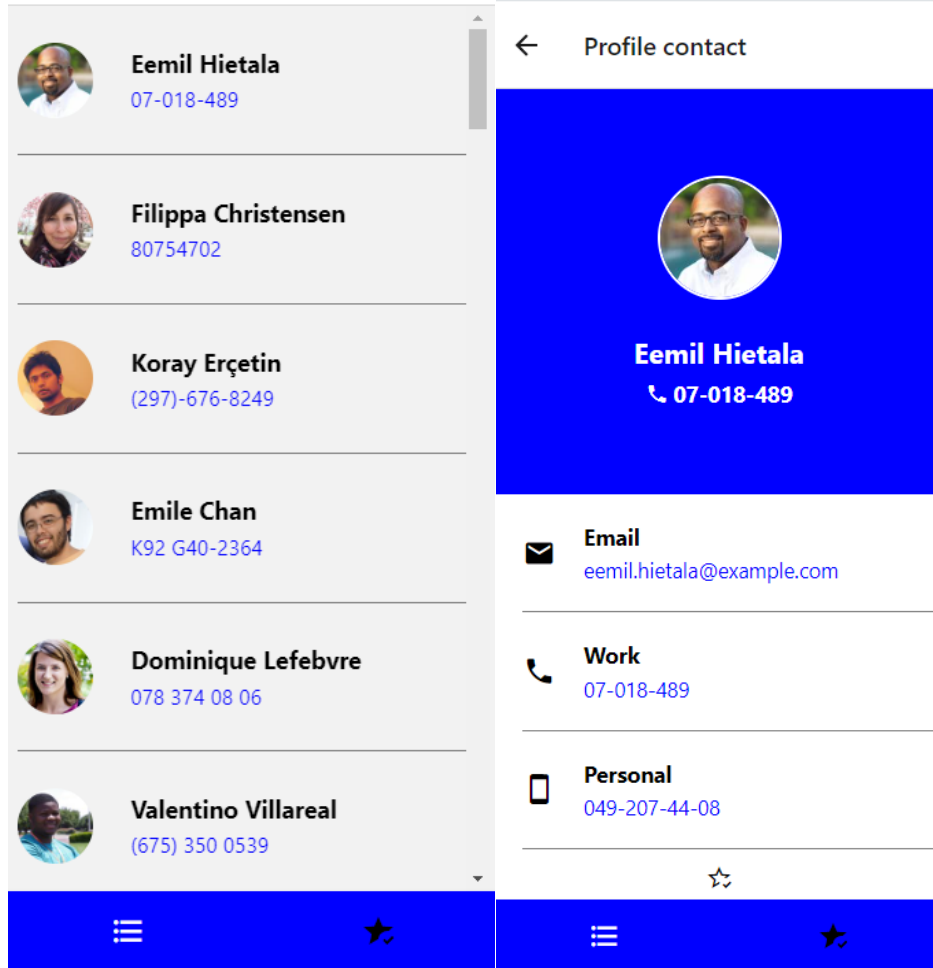 Eemil Hietala
07-018-489
Filippa Christensen
80754702
Koray Erçetin
(297)-676-8249
Emile Chan
K92 G40-2364
Dominique Lefebvre
078 374 08 06
Valentino Villareal
(675) 350 0539
Profile contact
Eemil Hietala
07-018-489
Email
eemil.hietala@example.com
Work
07-018-489
Personal
049-207-44-08